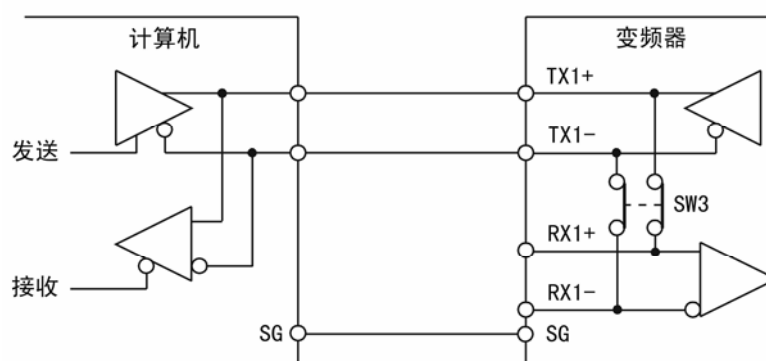 计算机
变频器
TX1+
发送
TX1-
SW3
RX1+
接收
RX1-
SG
SG